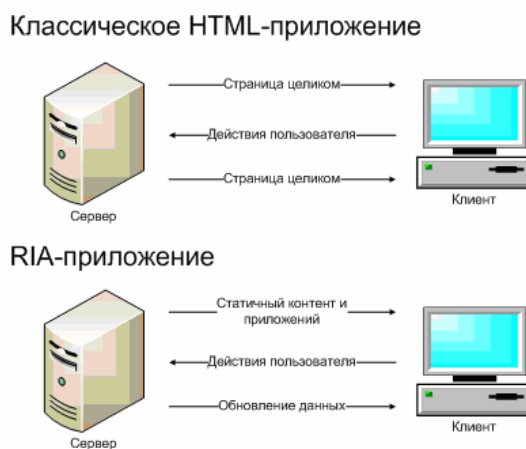 Классическое HTML-приложение
Страница целиком
Действия пользователя
Страница целиком
Сервер
Клиент
RIA-приложение
Статичный контент и
приложений
Действия пользователя
Обновление данных
Сервер
Клиент